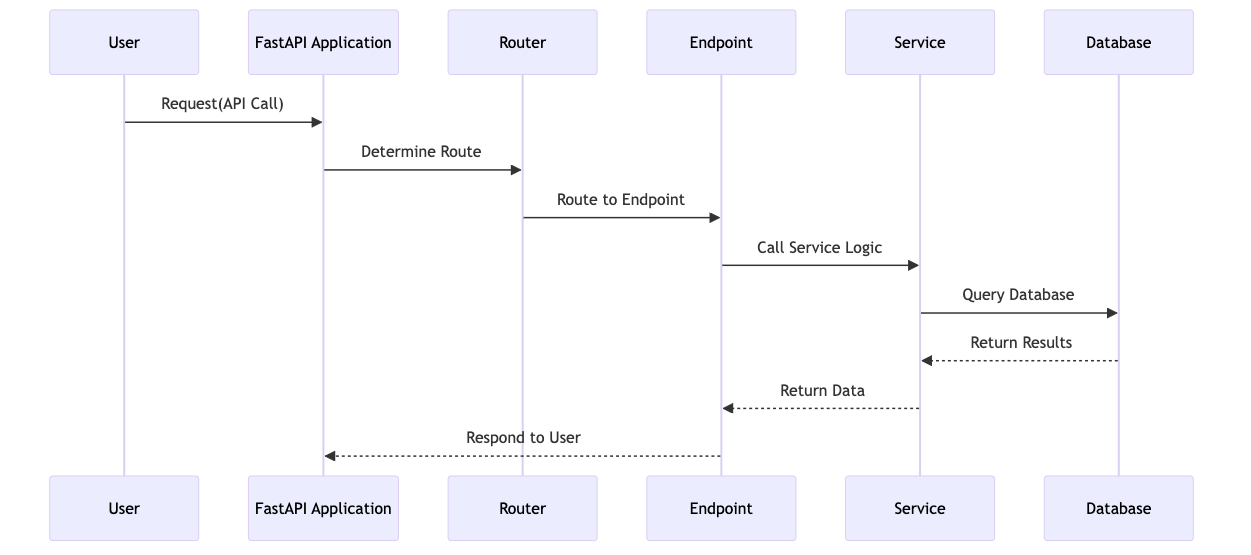 User
FastAPI Application
Router
Endpoint
Service
Database
Request(API Call)
Determine Route
Route to Endpoint
Call Service Logic
Query Database
Return Results
Return Data
Respond to User
User
FastAPI Application
Router
Endpoint
Service
Database